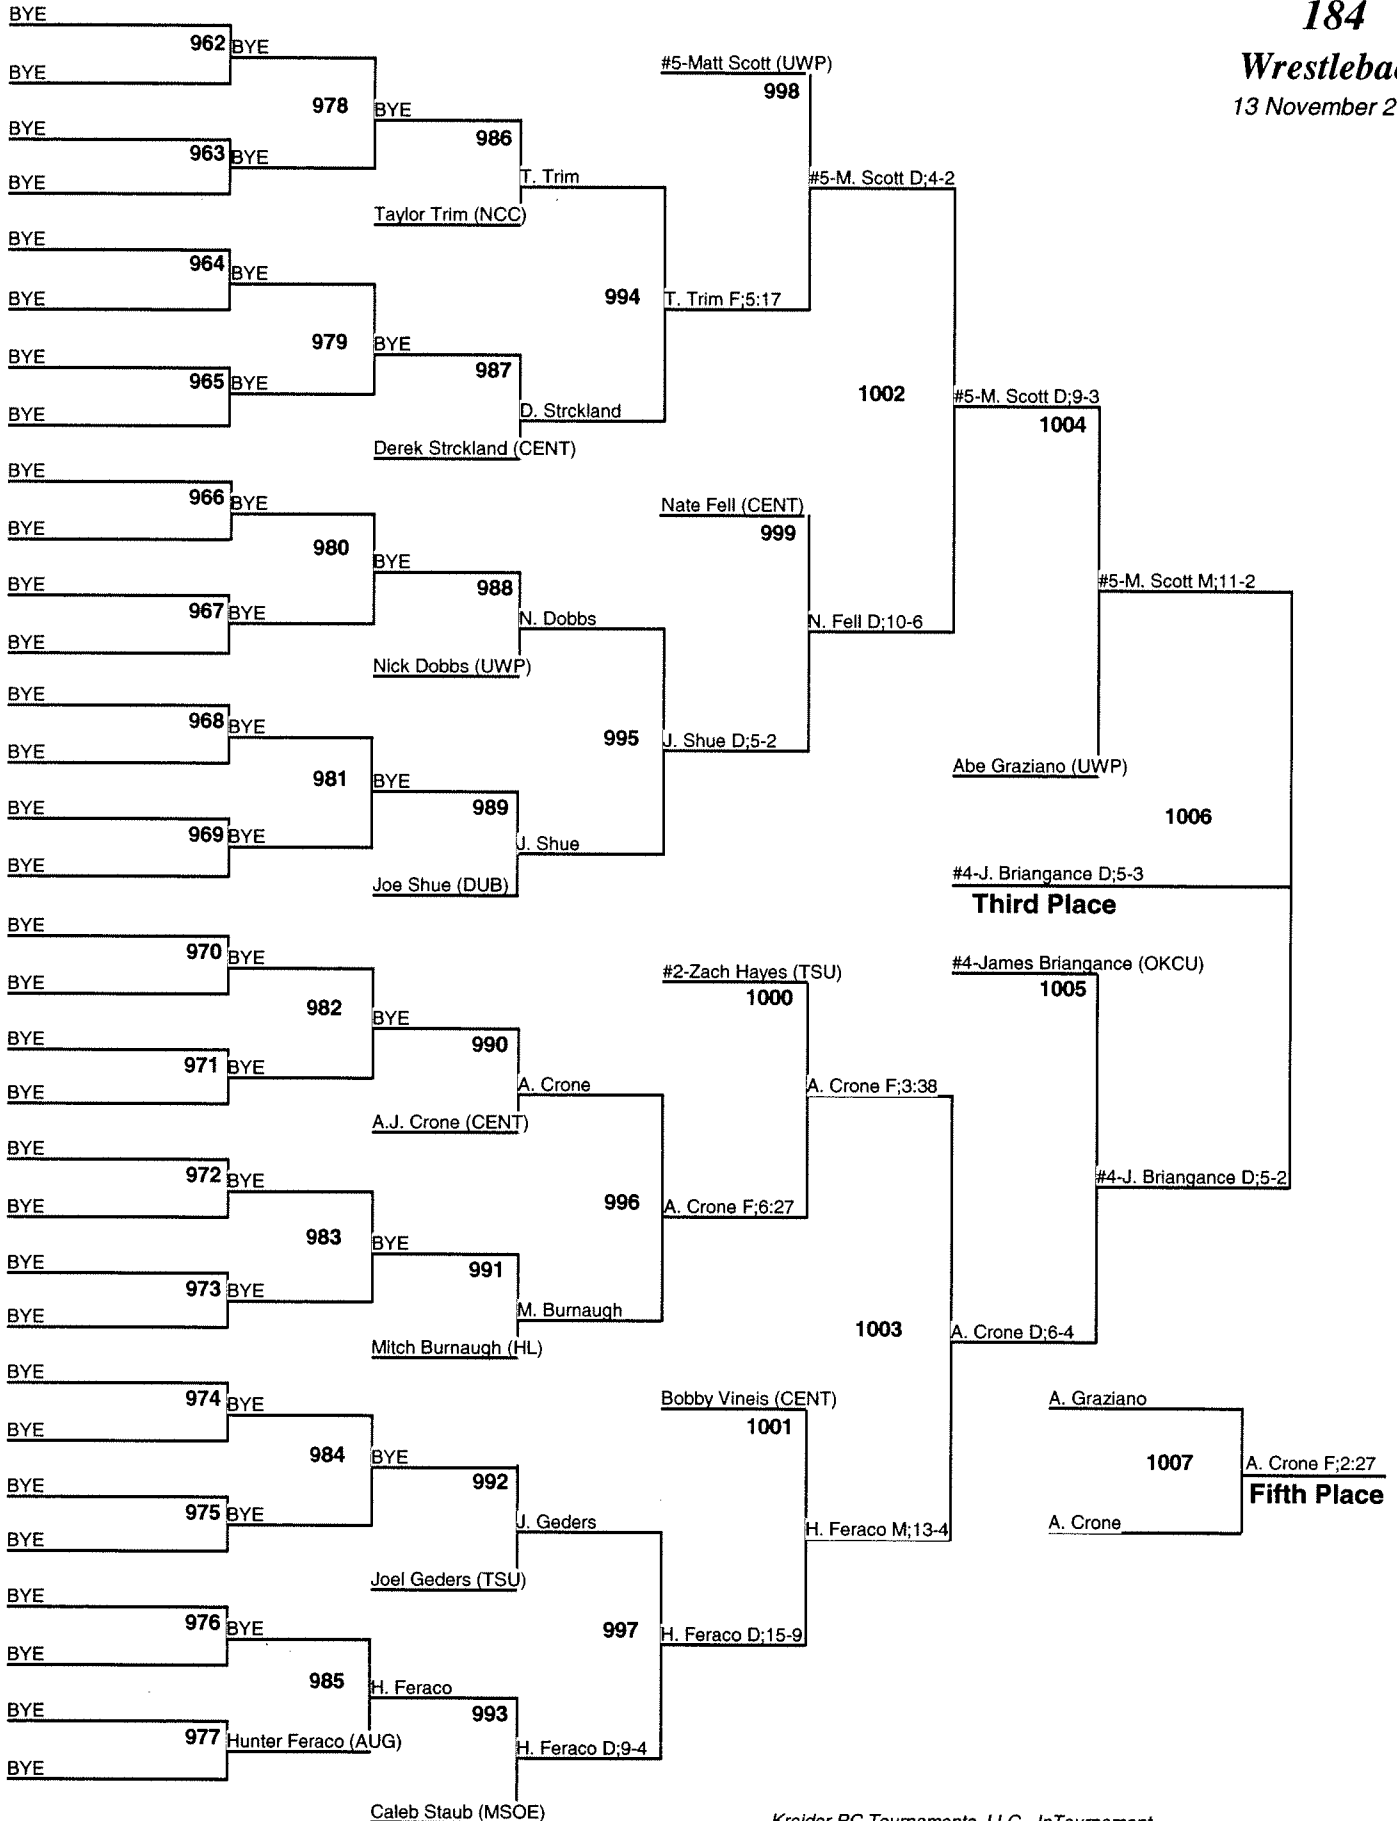 184
Wrestleba
13 November 2
BYE
962 BYE
BYE
978 BYE
BYE
963 BYE
BYE
986
T. Trim
Taylor Trim (NCC)
BYE
964 BYE
BYE
979 BYE
BYE
965 BYE
BYE
987
D. Strckland
Derek Strckland (CENT)
994
T. Trim F;5:17
#5-Matt Scott (UWP)
998
#5-M. Scott D;4-2
BYE
966 BYE
BYE
980 BYE
BYE
967 BYE
BYE
988
N. Dobbs
Nick Dobbs (UWP)
BYE
968 BYE
BYE
981 BYE
BYE
969 BYE
BYE
989
J. Shue
Joe Shue (DUB)
995
J. Shue D;5-2
Nate Fell (CENT)
999
N. Fell D;10-6
1002
#5-M. Scott D;9-3
1004
#5-M. Scott M;11-2
Abe Graziano (UWP)
1006
#4-J. Briangance D;5-3
Third Place
BYE
970 BYE
BYE
982 BYE
BYE
971 BYE
BYE
990
A. Crone
A.J. Crone (CENT)
BYE
972 BYE
BYE
983 BYE
BYE
973 BYE
BYE
991
M. Burnaugh
Mitch Burnaugh (HL)
996
A. Crone F;6:27
#2-Zach Hayes (TSU)
1000
A. Crone F;3:38
#4-James Briangance (OKCU)
1005
#4-J. Briangance D;5-2
BYE
974 BYE
BYE
984 BYE
BYE
975 BYE
BYE
992
J. Geders
Joel Geders (TSU)
BYE
976 BYE
BYE
985
H. Feraco
BYE
977 Hunter Feraco (AUG)
BYE
993
H. Feraco D;9-4
Caleb Staub (MSOE)
997
H. Feraco D;15-9
Bobby Vineis (CENT)
1001
H. Feraco M;13-4
1003
A. Crone D;6-4
A. Graziano
1007
A. Crone F;2:27
Fifth Place
A. Crone
Kreider PC Tournaments, LLC - InTournament